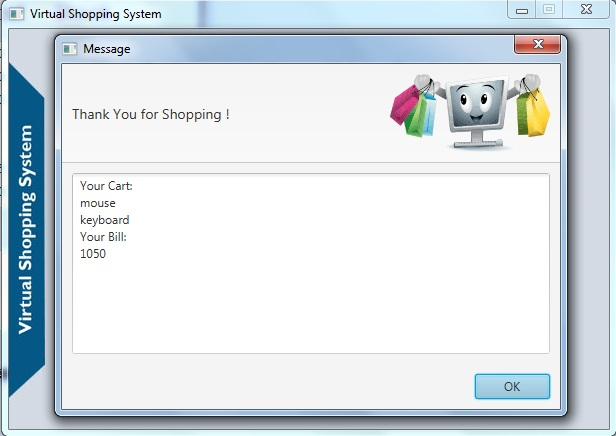 Virtual Shopping System
Message
Thank You for Shopping !
Virtual Shopping System
Your Cart:
mouse
keyboard
Your Bill:
1050
OK